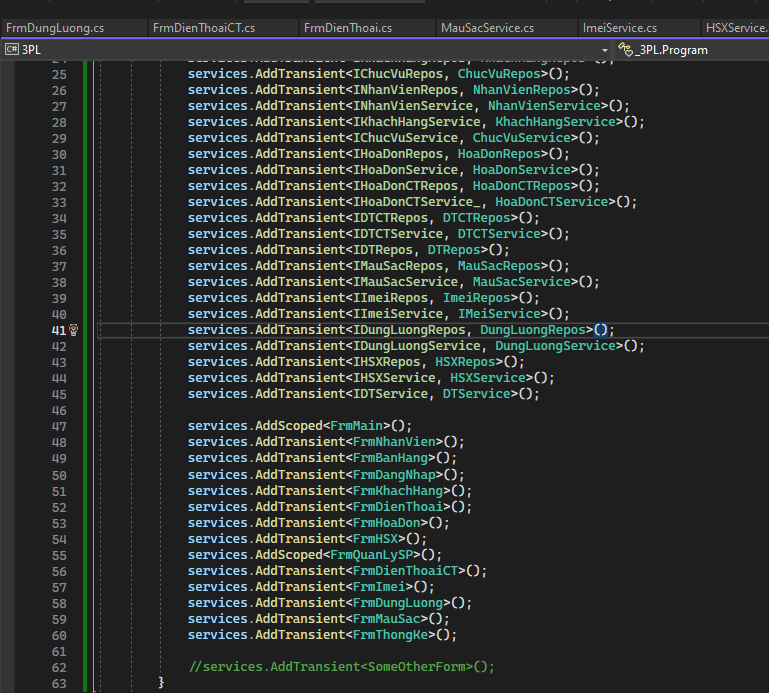 FrmDungLuong.cs FrmDienThoaiCT.cs FrmDienThoai.cs MauSacService.cs ImeiService.cs HSXService.
C# 3PL _3PL.Program
25 services.AddTransient<IChucVuRepos, ChucVuRepos>();
26 services.AddTransient<INhanVienRepos, NhanVienRepos>();
27 services.AddTransient<INhanVienService, NhanVienService>();
28 services.AddTransient<IKhachHangService, KhachHangService>();
29 services.AddTransient<IChucVuService, ChucVuService>();
30 services.AddTransient<IHoaDonRepos, HoaDonRepos>();
31 services.AddTransient<IHoaDonService, HoaDonService>();
32 services.AddTransient<IHoaDonCTRepos, HoaDonCTRepos>();
33 services.AddTransient<IHoaDonCTService_, HoaDonCTService>();
34 services.AddTransient<IDTCTRepos, DTCTRepos>();
35 services.AddTransient<IDTCTService, DTCTService>();
36 services.AddTransient<IDTRepos, DTRepos>();
37 services.AddTransient<IMauSacRepos, MauSacRepos>();
38 services.AddTransient<IMauSacService, MauSacService>();
39 services.AddTransient<IImeiRepos, ImeiRepos>();
40 services.AddTransient<IImeiService, IMeiService>();
41 services.AddTransient<IDungLuongRepos, DungLuongRepos>();
42 services.AddTransient<IDungLuongService, DungLuongService>();
43 services.AddTransient<IHSXRepos, HSXRepos>();
44 services.AddTransient<IHSXService, HSXService>();
45 services.AddTransient<IDTService, DTService>();
46
47 services.AddScoped<FrmMain>();
48 services.AddTransient<FrmNhanVien>();
49 services.AddTransient<FrmBanHang>();
50 services.AddTransient<FrmDangNhap>();
51 services.AddTransient<FrmKhachHang>();
52 services.AddTransient<FrmDienThoai>();
53 services.AddTransient<FrmHoaDon>();
54 services.AddTransient<FrmHSX>();
55 services.AddScoped<FrmQuanLySP>();
56 services.AddTransient<FrmDienThoaiCT>();
57 services.AddTransient<FrmImei>();
58 services.AddTransient<FrmDungLuong>();
59 services.AddTransient<FrmMauSac>();
60 services.AddTransient<FrmThongKe>();
61
62 //services.AddTransient<SomeOtherForm>();
63 }